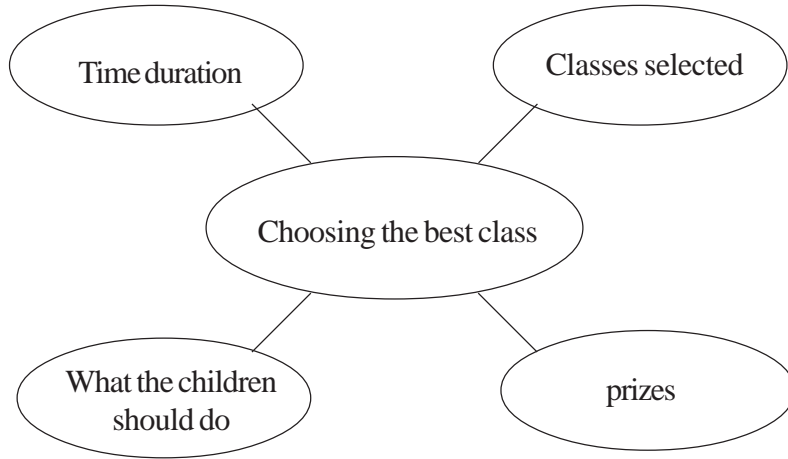 Time duration
Classes selected
Choosing the best class
What the children
should do
prizes